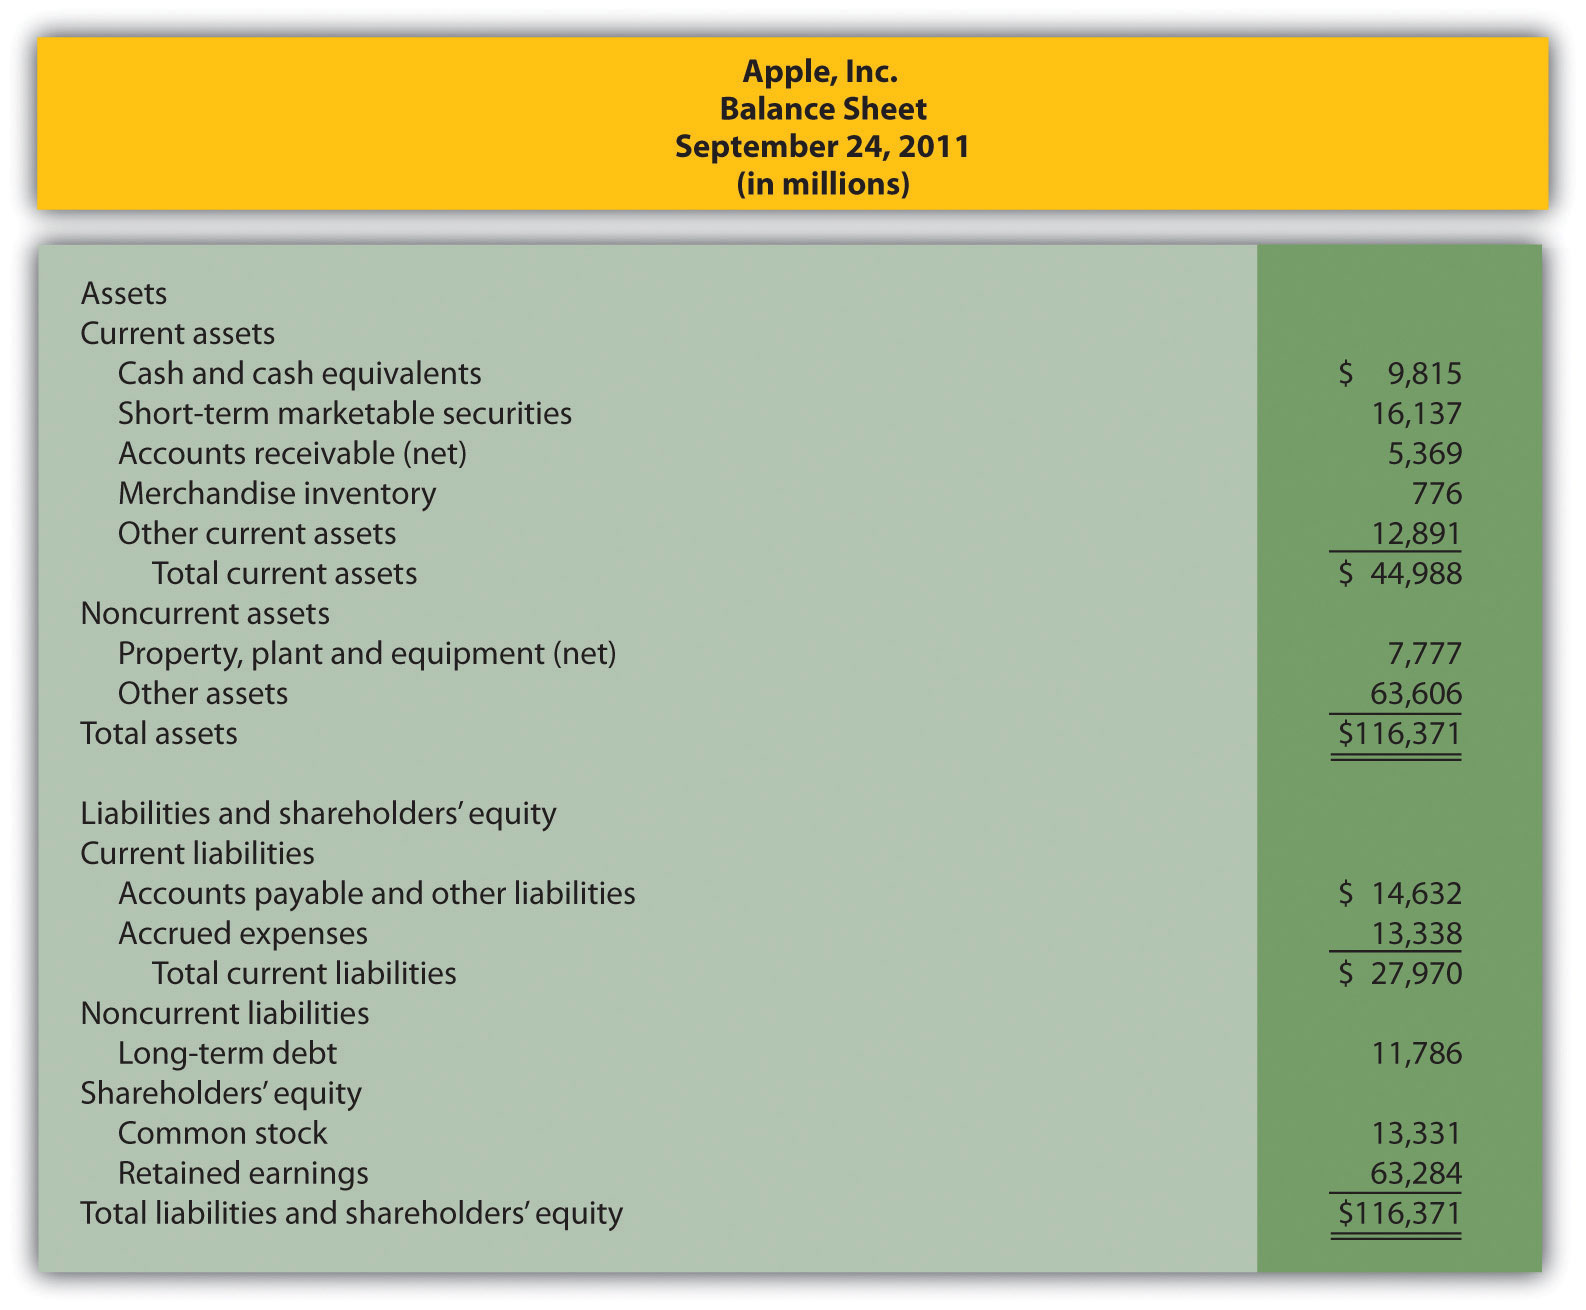 Apple, Inc.
Balance Sheet
September 24, 2011
(in millions)
Assets
Current assets
Cash and cash equivalents $ 9,815
Short-term marketable securities 16,137
Accounts receivable (net) 5,369
Merchandise inventory 776
Other current assets 12,891
Total current assets $ 44,988
Noncurrent assets
Property, plant and equipment (net) 7,777
Other assets 63,606
Total assets $116,371
Liabilities and shareholders’ equity
Current liabilities
Accounts payable and other liabilities $ 14,632
Accrued expenses 13,338
Total current liabilities $ 27,970
Noncurrent liabilities
Long-term debt 11,786
Shareholders’ equity
Common stock 13,331
Retained earnings 63,284
Total liabilities and shareholders’ equity $116,371